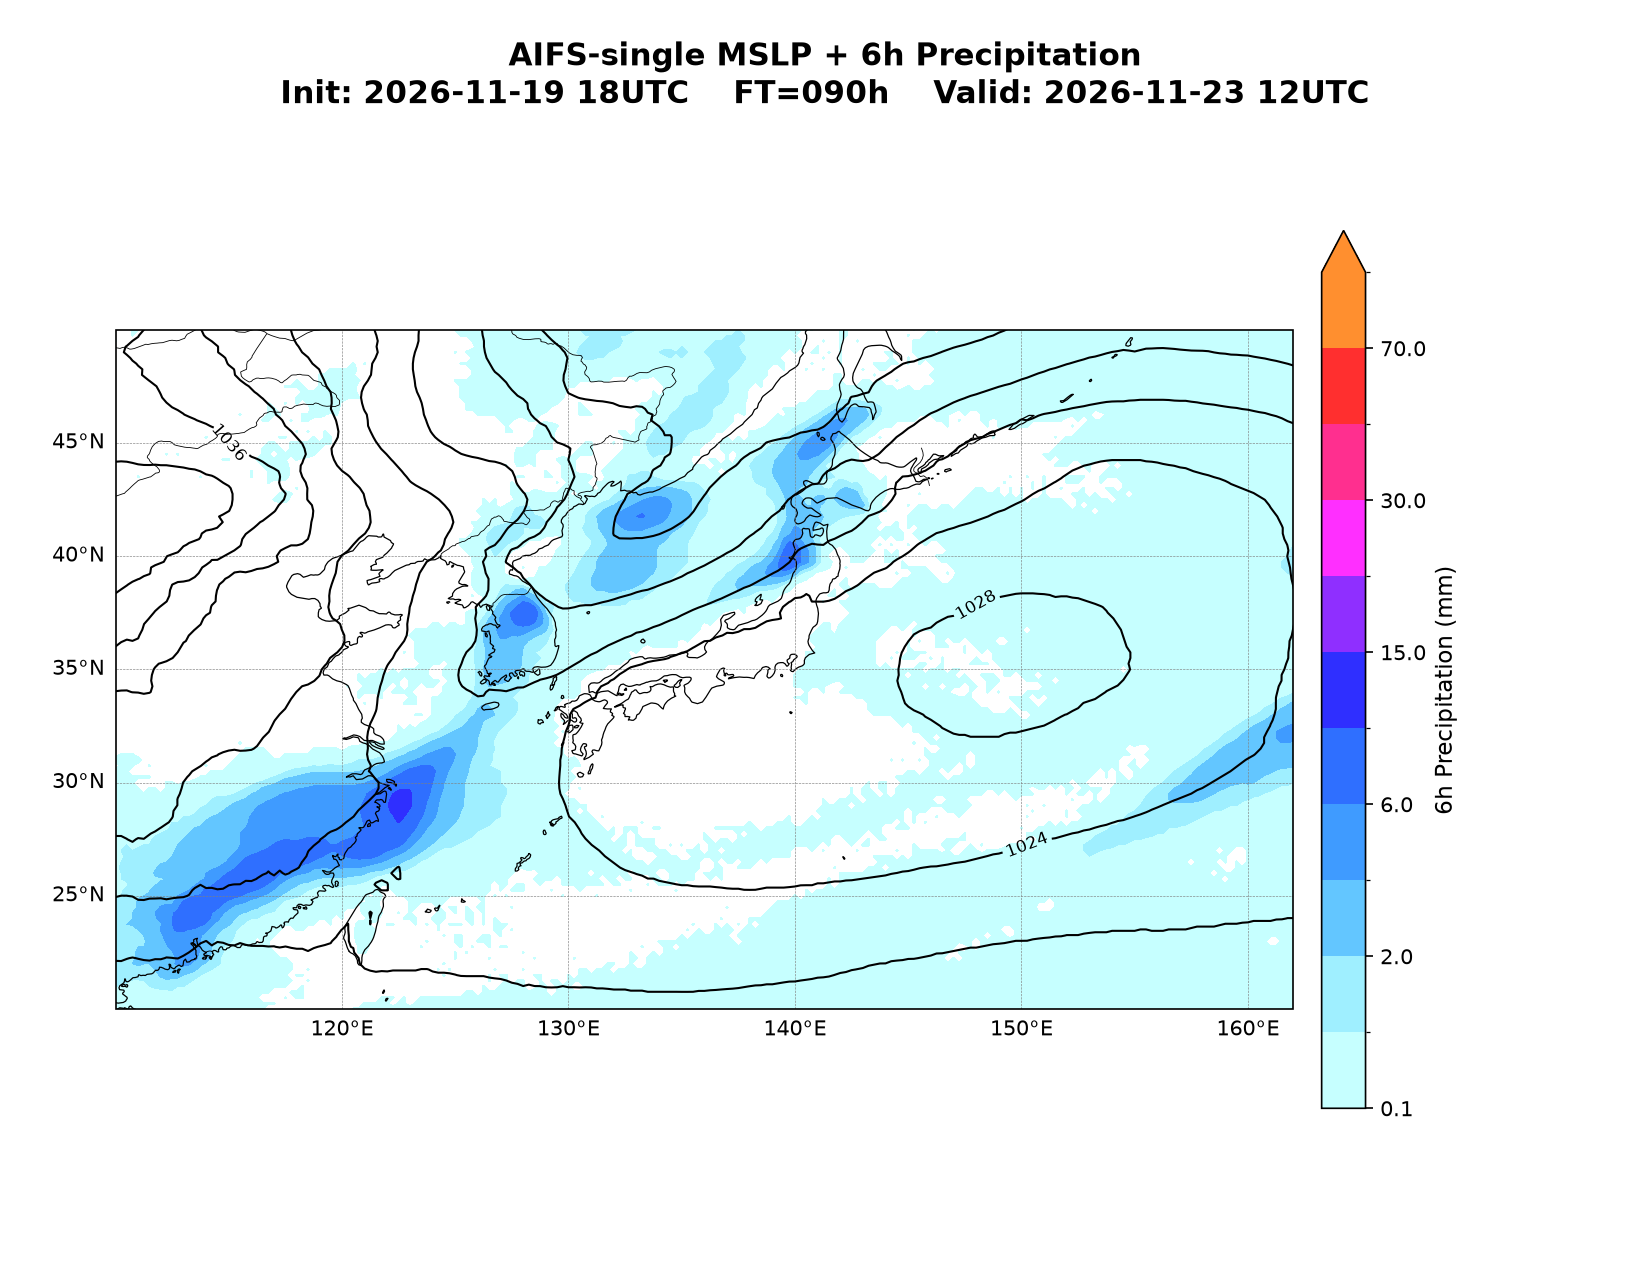 AIFS-single MSLP + 6h Precipitation
Init: 2026-11-19 18UTC    FT=090h    Valid: 2026-11-23 12UTC
1036
1028
1024
45°N
40°N
35°N
30°N
25°N
120°E
130°E
140°E
150°E
160°E
70.0
30.0
15.0
6.0
2.0
0.1
6h Precipitation (mm)